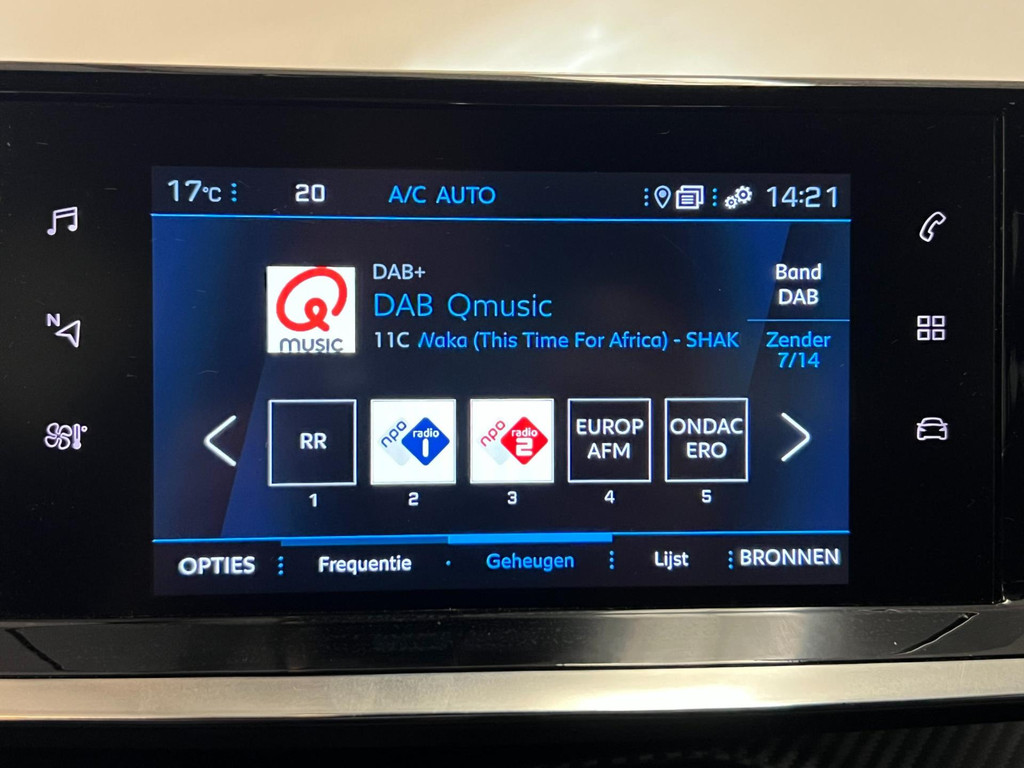 17°C 20 A/C AUTO 14:21
DAB+
DAB Qmusic
11C Waka (This Time For Africa) - SHAK
MUSIC
Band
DAB
Zender
7/14
N
RR
npo radio 1
npo radio 2
EUROP
AFM
ONDAC
ERO
1 2 3 4 5
OPTIES Frequentie Geheugen Lijst BRONNEN